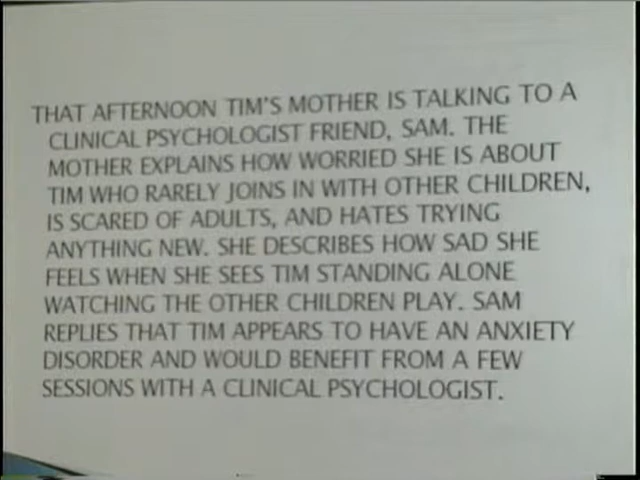 THAT AFTERNOON TIM'S MOTHER IS TALKING TO A
CLINICAL PSYCHOLOGIST FRIEND, SAM. THE
MOTHER EXPLAINS HOW WORRIED SHE IS ABOUT
TIM WHO RARELY JOINS IN WITH OTHER CHILDREN,
IS SCARED OF ADULTS, AND HATES TRYING
ANYTHING NEW. SHE DESCRIBES HOW SAD SHE
FEELS WHEN SHE SEES TIM STANDING ALONE
WATCHING THE OTHER CHILDREN PLAY. SAM
REPLIES THAT TIM APPEARS TO HAVE AN ANXIETY
DISORDER AND WOULD BENEFIT FROM A FEW
SESSIONS WITH A CLINICAL PSYCHOLOGIST.